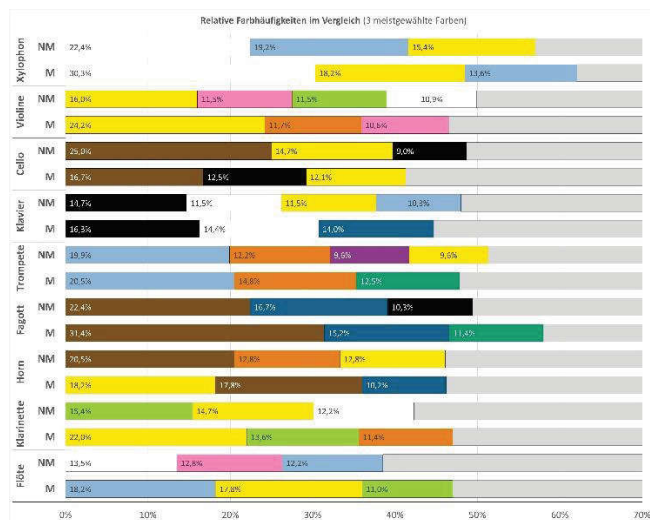 Relative Farbhäufigkeiten im Vergleich (3 meistgewählte Farben)
Xylophon
NM 22,4% 19,2% 15,4%
M 30,3% 18,2% 13,6%
Violine
NM 16,0% 11,5% 11,5% 10,9%
M 24,2% 11,7% 10,6%
Cello
NM 25,0% 14,7% 9,0%
M 16,7% 12,5% 12,1%
Klavier
NM 14,7% 11,5% 11,5% 10,3%
M 16,3% 14,4% 14,0%
Trompete
NM 19,9% 12,2% 9,6% 9,6%
M 20,5% 14,8% 12,5%
Fagott
NM 22,4% 16,7% 10,3%
M 31,4% 15,2% 11,4%
Horn
NM 20,5% 12,8% 12,8%
M 18,2% 17,8% 10,2%
Klarinette
NM 15,4% 14,7% 12,2%
M 22,0% 13,6% 11,4%
Flöte
NM 13,5% 12,8% 12,2%
M 18,2% 17,8% 11,0%
0% 10% 20% 30% 40% 50% 60% 70%